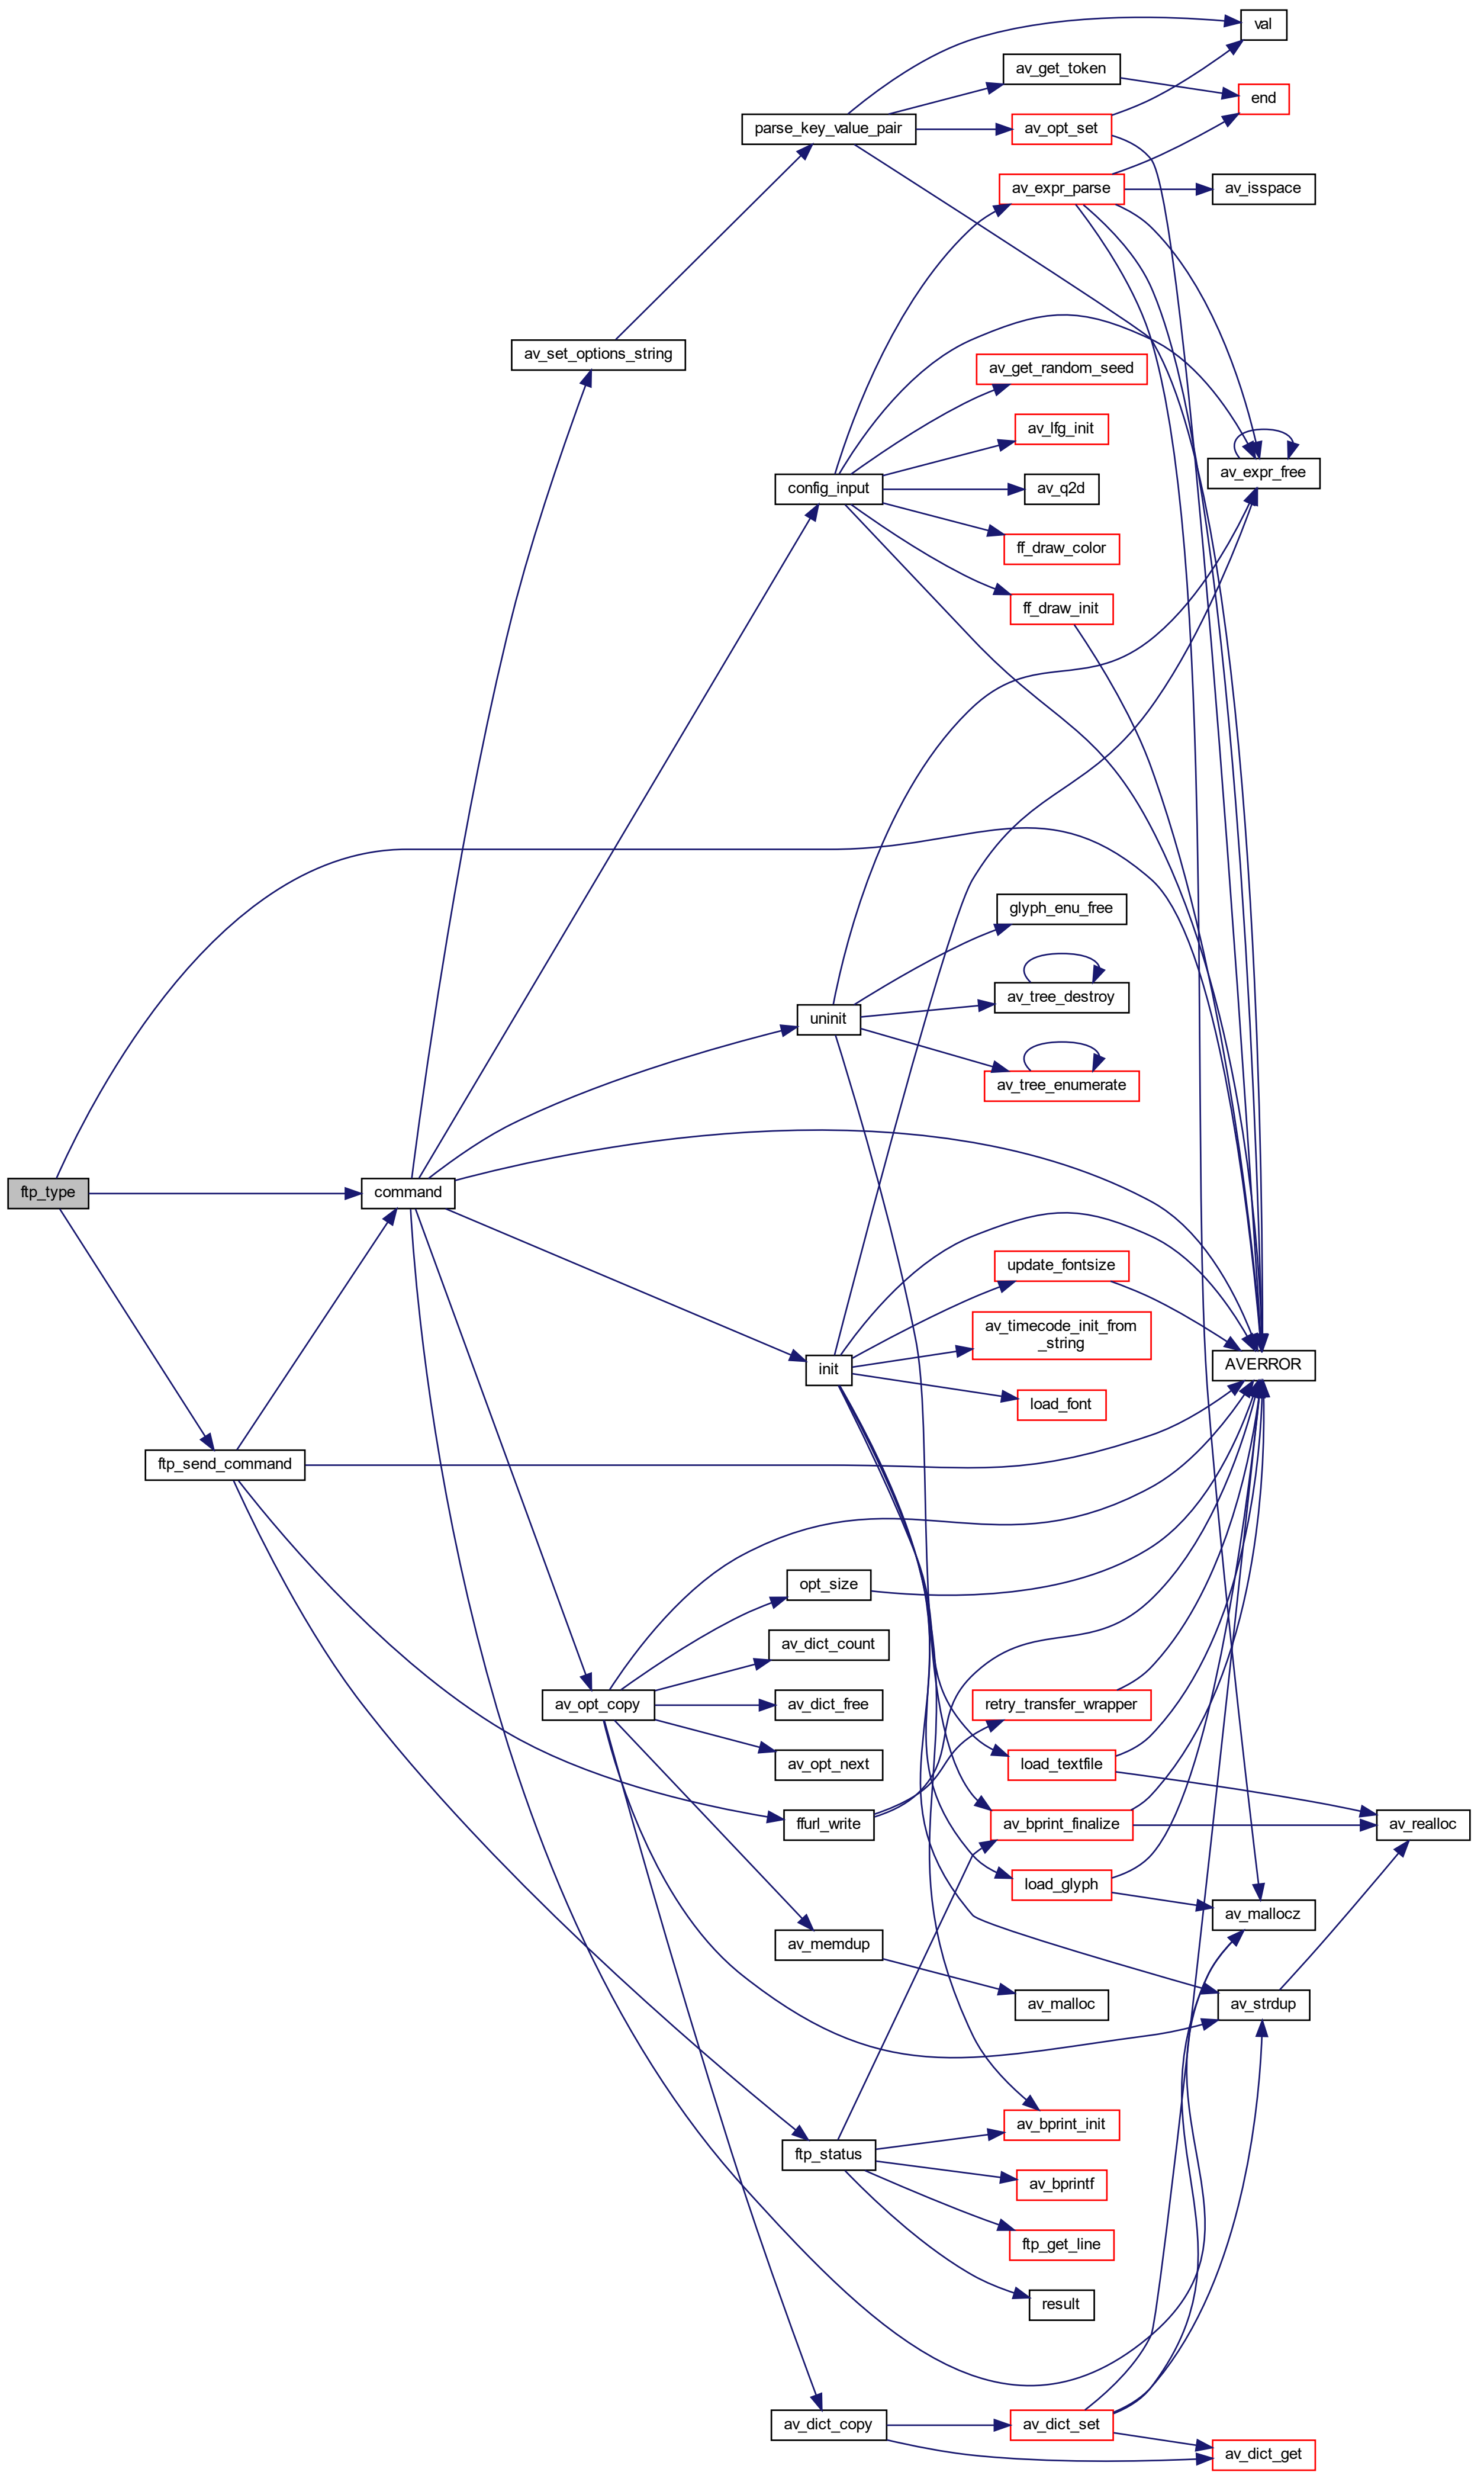 val
av_get_token
end
parse_key_value_pair
av_opt_set
av_expr_parse
av_isspace
av_set_options_string
av_get_random_seed
av_lfg_init
config_input
av_q2d
av_expr_free
ff_draw_color
ff_draw_init
glyph_enu_free
av_tree_destroy
uninit
av_tree_enumerate
ftp_type
command
update_fontsize
av_timecode_init_from
_string
AVERROR
init
load_font
ftp_send_command
opt_size
av_dict_count
av_opt_copy
av_dict_free
retry_transfer_wrapper
av_opt_next
load_textfile
ffurl_write
av_bprint_finalize
av_realloc
load_glyph
av_mallocz
av_memdup
av_malloc
av_strdup
av_bprint_init
ftp_status
av_bprintf
ftp_get_line
result
av_dict_copy
av_dict_set
av_dict_get